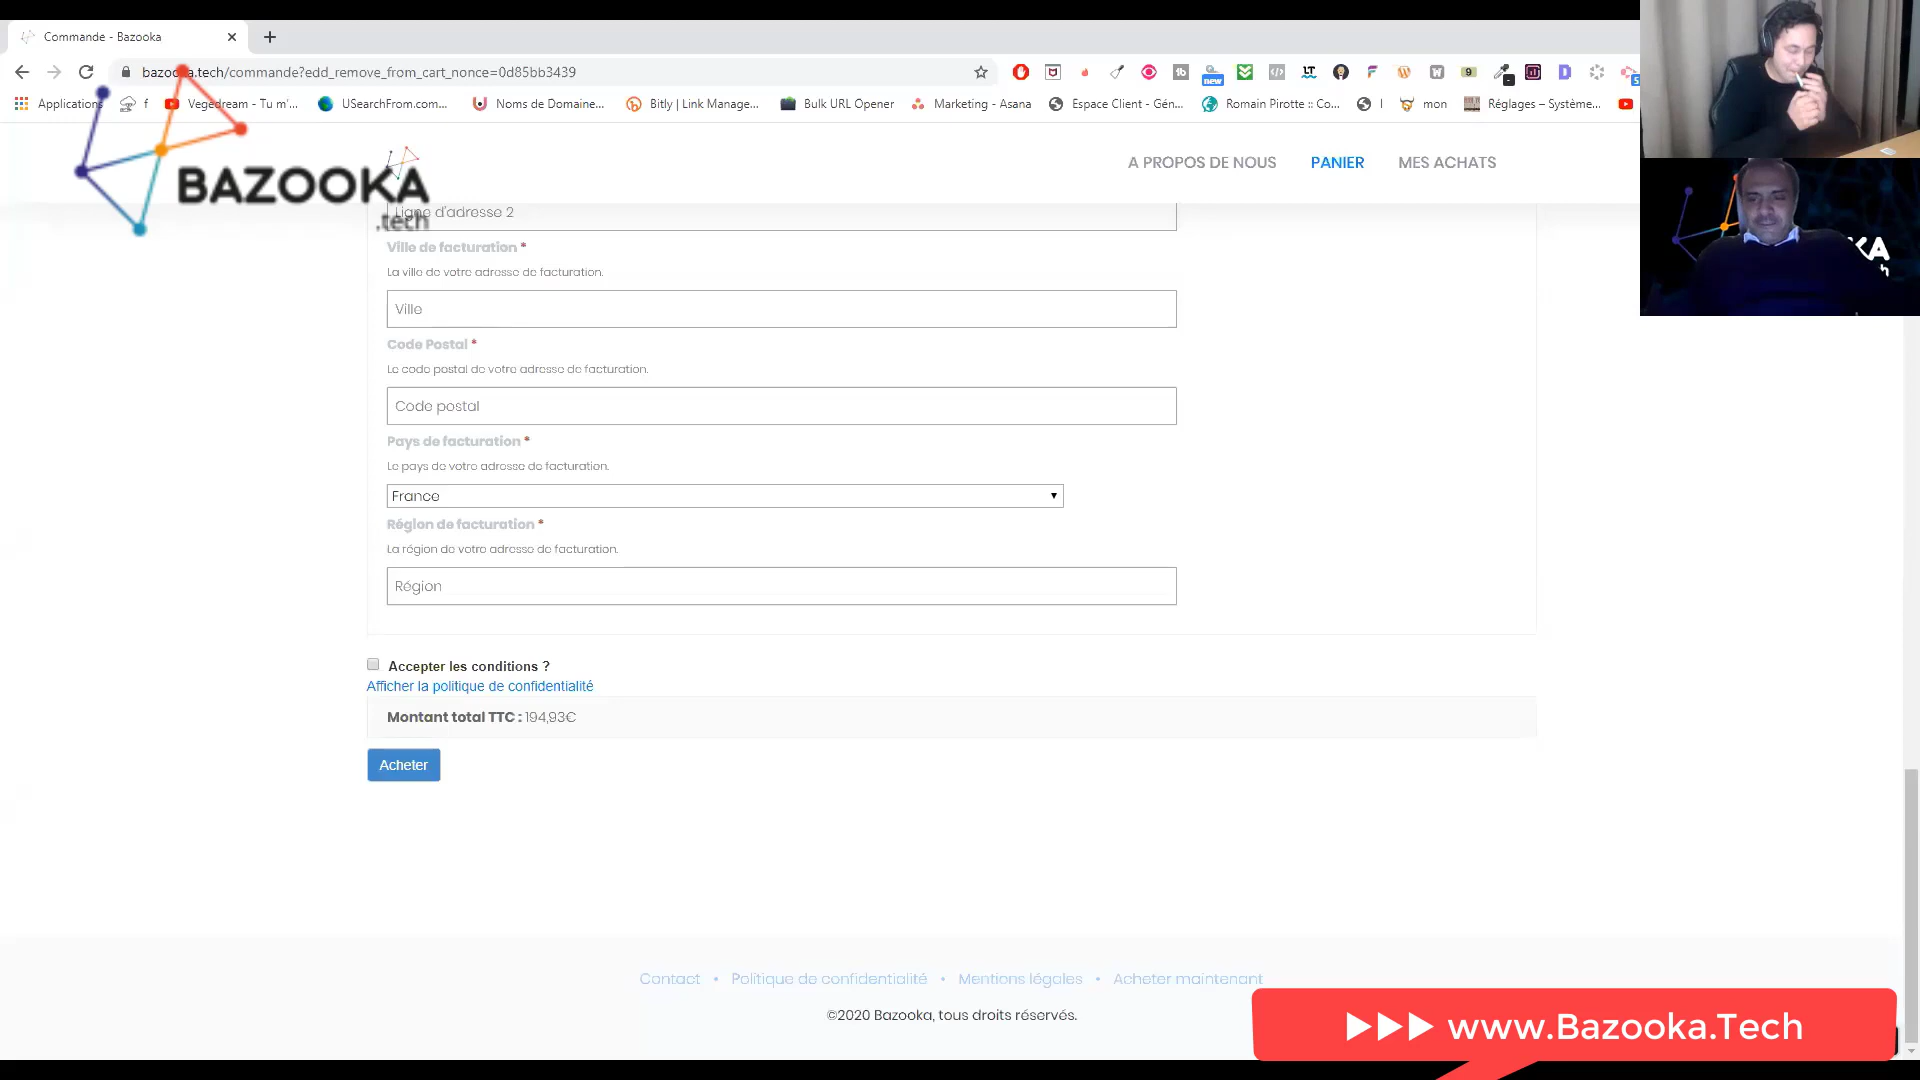 Commande - Bazooka
bazooka.tech/commande?edd_remove_from_cart_nonce=0d85bb3439
new
Applications
f
Vegedream - Tu m'...
USearchFrom.com...
Noms de Domaine...
Bitly | Link Manage...
Bulk URL Opener
Marketing - Asana
Espace Client - Gén...
Romain Pirotte :: Co...
I
mon
Réglages – Système...
BAZOOKA
.tech
A PROPOS DE NOUS
PANIER
MES ACHATS
Ligne d'adresse 2
Ville de facturation *
La ville de votre adresse de facturation.
Ville
Code Postal *
Le code postal de votre adresse de facturation.
Code postal
Pays de facturation *
Le pays de votre adresse de facturation.
France
Région de facturation *
La région de votre adresse de facturation.
Région
Accepter les conditions ?
Afficher la politique de confidentialité
Montant total TTC : 194,93€
Acheter
Contact • Politique de confidentialité • Mentions légales • Acheter maintenant
©2020 Bazooka, tous droits réservés.
www.Bazooka.Tech